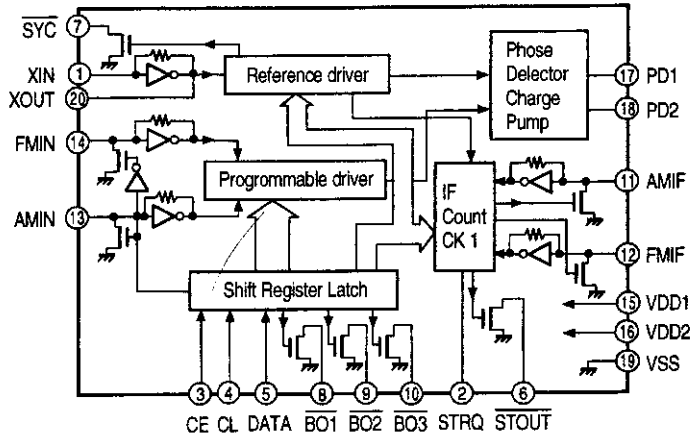 SYC
7
XIN
1
XOUT
20
FMIN
14
AMIN
13
Reference driver
Programmable driver
Shift Register Latch
Phose
Delector
Charge
Pump
IF
Count
CK 1
17
PD1
18
PD2
11
AMIF
12
FMIF
15
VDD1
16
VDD2
19
VSS
3
4
5
8
9
10
2
6
CE
CL
DATA
BO1
BO2
BO3
STRQ
STOUT